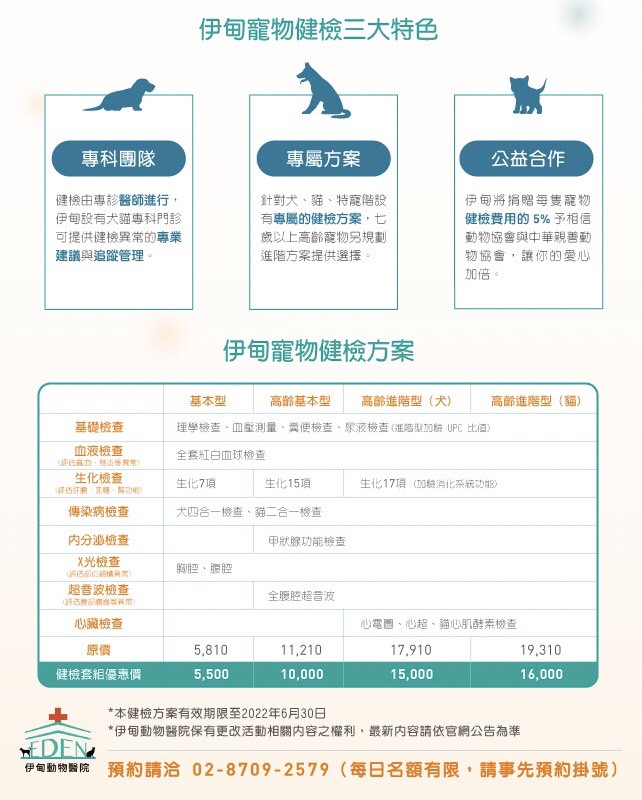 伊甸寵物健檢三大特色
專科團隊
健檢由專診醫師進行，
伊甸設有犬貓專科門診
可提供健檢異常的專業
建議與追蹤管理。
專屬方案
針對犬、貓、特寵階設
有專屬的健檢方案，七
歲以上高齡寵物另規劃
進階方案提供選擇。
公益合作
伊甸將捐贈每隻寵物
健檢費用的 5% 予相信
動物協會與中華親善動
物協會，讓你的愛心
加倍。
伊甸寵物健檢方案
基本型 高齡基本型 高齡進階型（犬） 高齡進階型（貓）
基礎檢查 理學檢查、血壓測量、糞便檢查、尿液檢查(進階型加驗 UPC 比值)
血液檢查 全套紅白血球檢查
(評估貧血、發炎等異常)
生化檢查 生化7項 生化15項 生化17項 (加驗消化系統功能)
(評估肝膽、血糖、腎功能)
傳染病檢查 犬四合一檢查、貓二合一檢查
內分泌檢查 甲狀腺功能檢查
X光檢查 胸腔、腹腔
(評估部位結構異常)
超音波檢查 全腹腔超音波
(評估腹部臟器等異常)
心臟檢查 心電圖、心超、貓心肌酵素檢查
原價 5,810 11,210 17,910 19,310
健檢套組優惠價 5,500 10,000 15,000 16,000
*本健檢方案有效期限至2022年6月30日
*伊甸動物醫院保有更改活動相關內容之權利，最新內容請依官網公告為準
EDEN
伊甸動物醫院
預約請洽 02-8709-2579（每日名額有限，請事先預約掛號）